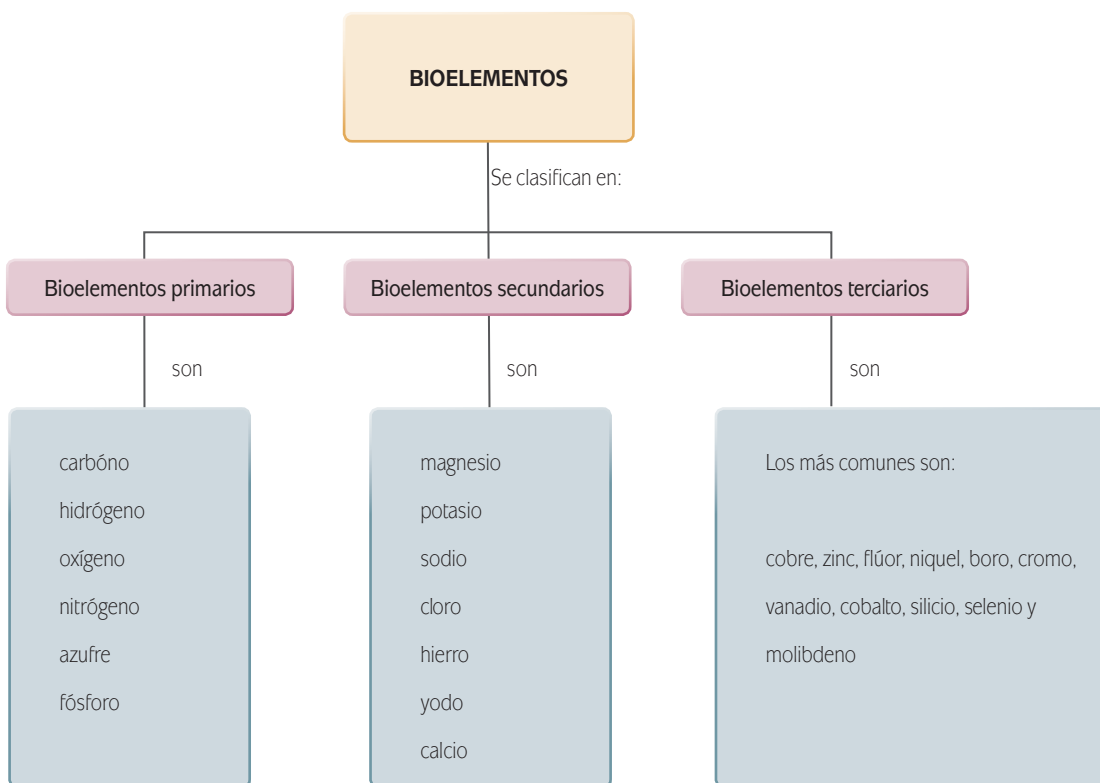 BIOELEMENTOS
Se clasifican en:
Bioelementos primarios
Bioelementos secundarios
Bioelementos terciarios
son
son
son
carbóno
hidrógeno
oxígeno
nitrógeno
azufre
fósforo
magnesio
potasio
sodio
cloro
hierro
yodo
calcio
Los más comunes son:
cobre, zinc, flúor, niquel, boro, cromo,
vanadio, cobalto, silicio, selenio y
molibdeno